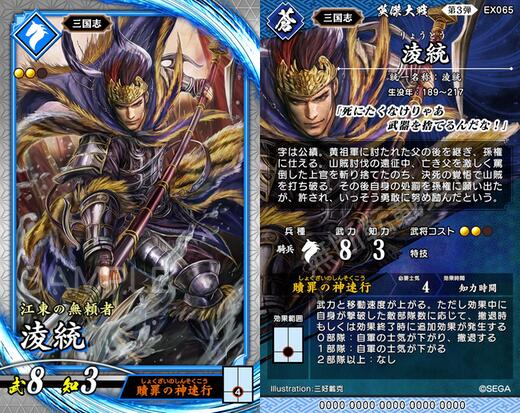 三国志
SAMPLE
江東の無頼者
凌統
武8 知3
しょくざいのしんそくこう
贖罪の神速行
4
蒼
三国志
英傑大戦
第3弾
EX065
りょうとう
凌統
統一名称:凌統
生没年:189~217
「死にたくなけりゃあ
武器を捨てるんだな!」
字は公績。黄祖軍に討たれた父の後を継ぎ、孫権
に仕える。山賊討伐の遠征中、亡き父を激しく罵
倒した上官を斬り捨てたのち、決死の覚悟で山賊
を打ち破る。その後自身の処罰を孫権に願い出た
が、許され、いっそう勇敢に努め励んだという。
兵種 武力 知力 武将コスト
騎兵 8 3 特技
しょくざいのしんそくこう 必要士気 効果時間
贖罪の神速行 4 知力時間
効果範囲
武力と移動速度が上がる。ただし効果中に
自身が撃破した敵部隊数に応じて、撤退時
もしくは効果終了時に追加効果が発生する
0部隊:自軍の士気が下がり、撤退する
1部隊:自軍の士気が下がる
2部隊以上:なし
Illustration:三好載克
©SEGA
0000 0000 0000 0000 0000